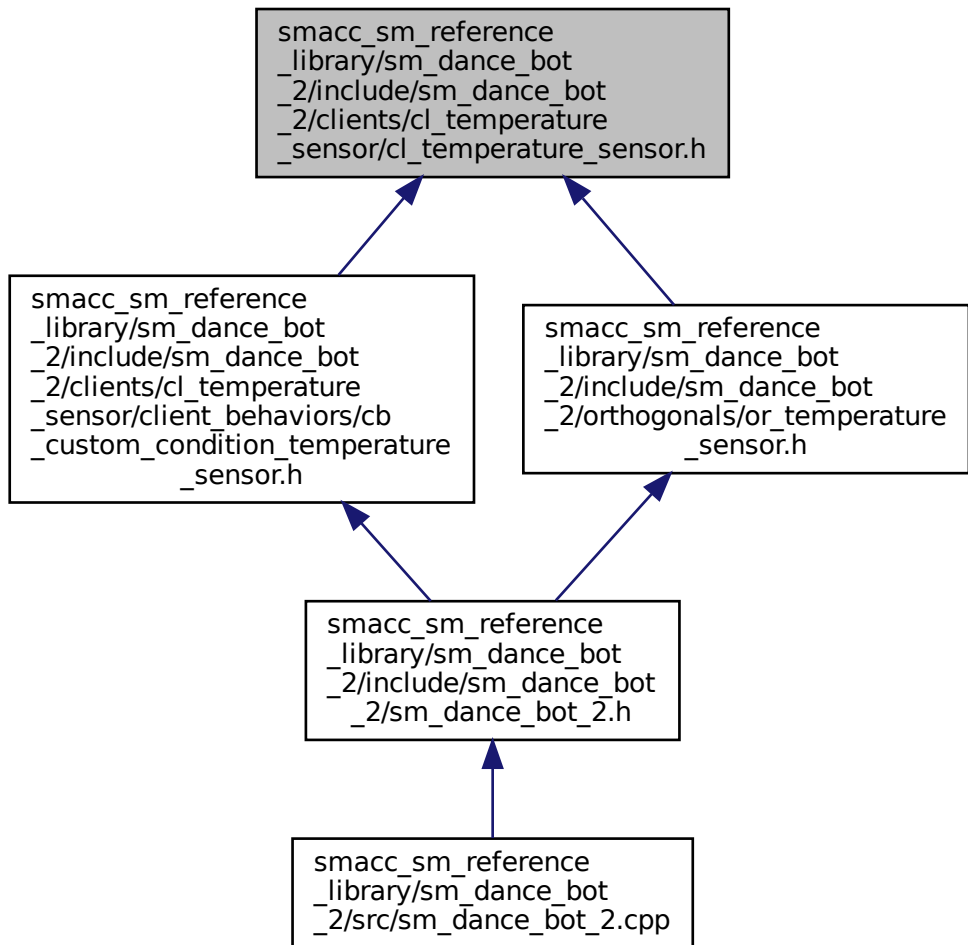 smacc_sm_reference
_library/sm_dance_bot
_2/include/sm_dance_bot
_2/clients/cl_temperature
_sensor/cl_temperature_sensor.h
smacc_sm_reference
_library/sm_dance_bot
_2/include/sm_dance_bot
_2/clients/cl_temperature
_sensor/client_behaviors/cb
_custom_condition_temperature
_sensor.h
smacc_sm_reference
_library/sm_dance_bot
_2/include/sm_dance_bot
_2/orthogonals/or_temperature
_sensor.h
smacc_sm_reference
_library/sm_dance_bot
_2/include/sm_dance_bot
_2/sm_dance_bot_2.h
smacc_sm_reference
_library/sm_dance_bot
_2/src/sm_dance_bot_2.cpp